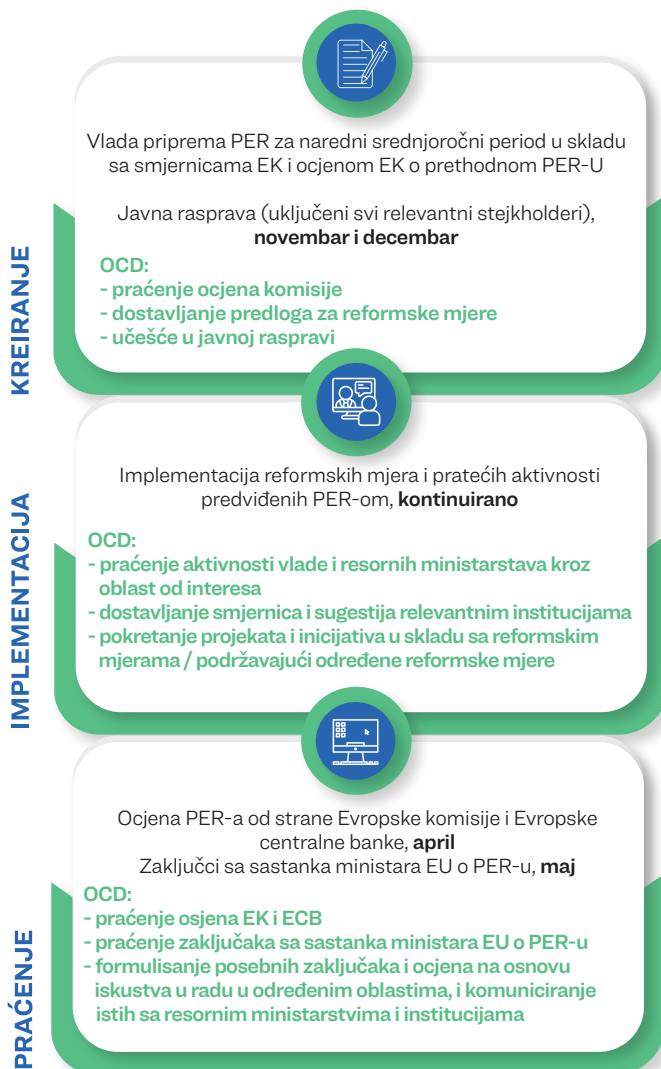 KREIRANJE
Vlada priprema PER za naredni srednjoročni period u skladu
sa smjernicama EK i ocjenom EK o prethodnom PER-U
Javna rasprava (uključeni svi relevantni stejkholderi),
novembar i decembar
OCD:
- praćenje ocjena komisije
- dostavljanje predloga za reformske mjere
- učešće u javnoj raspravi
IMPLEMENTACIJA
Implementacija reformskih mjera i pratećih aktivnosti
predviđenih PER-om, kontinuirano
OCD:
- praćenje aktivnosti vlade i resornih ministarstava kroz
oblast od interesa
- dostavljanje smjernica i sugestija relevantnim institucijama
- pokretanje projekata i inicijativa u skladu sa reformskim
mjerama / podržavajući određene reformske mjere
PRAĆENJE
Ocjena PER-a od strane Evropske komisije i Evropske
centralne banke, april
Zaključci sa sastanka ministara EU o PER-u, maj
OCD:
- praćenje osjena EK i ECB
- praćenje zaključaka sa sastanka ministara EU o PER-u
- formulisanje posebnih zaključaka i ocjena na osnovu
iskustva u radu u određenim oblastima, i komuniciranje
istih sa resornim ministarstvima i institucijama